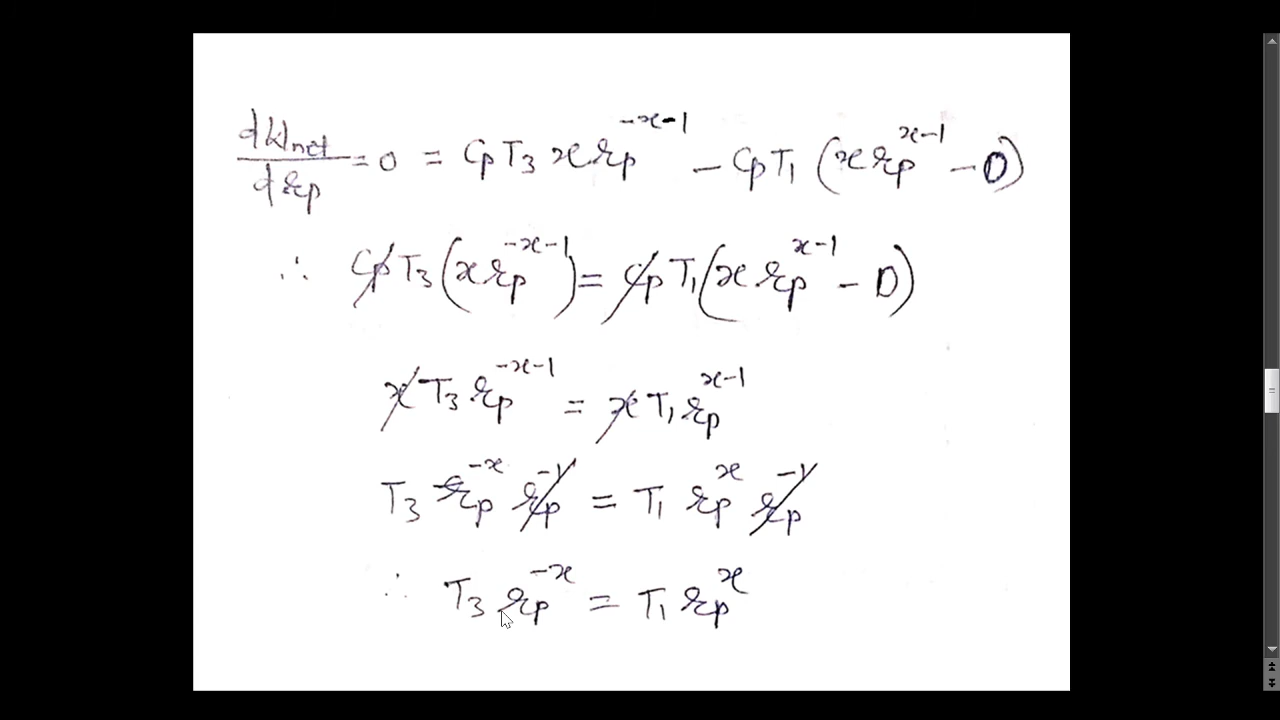 dWnet/drp = 0 = Cp T3 x rp^(-x-1) - Cp T1 (x rp^(x-1) - 0)
∴ Cp T3 (x rp^(-x-1)) = Cp T1 (x rp^(x-1) - 0)
x T3 rp^(-x-1) = x T1 rp^(x-1)
T3 rp^(-x) rp^(-1) = T1 rp^x rp^(-1)
∴ T3 rp^(-x) = T1 rp^x